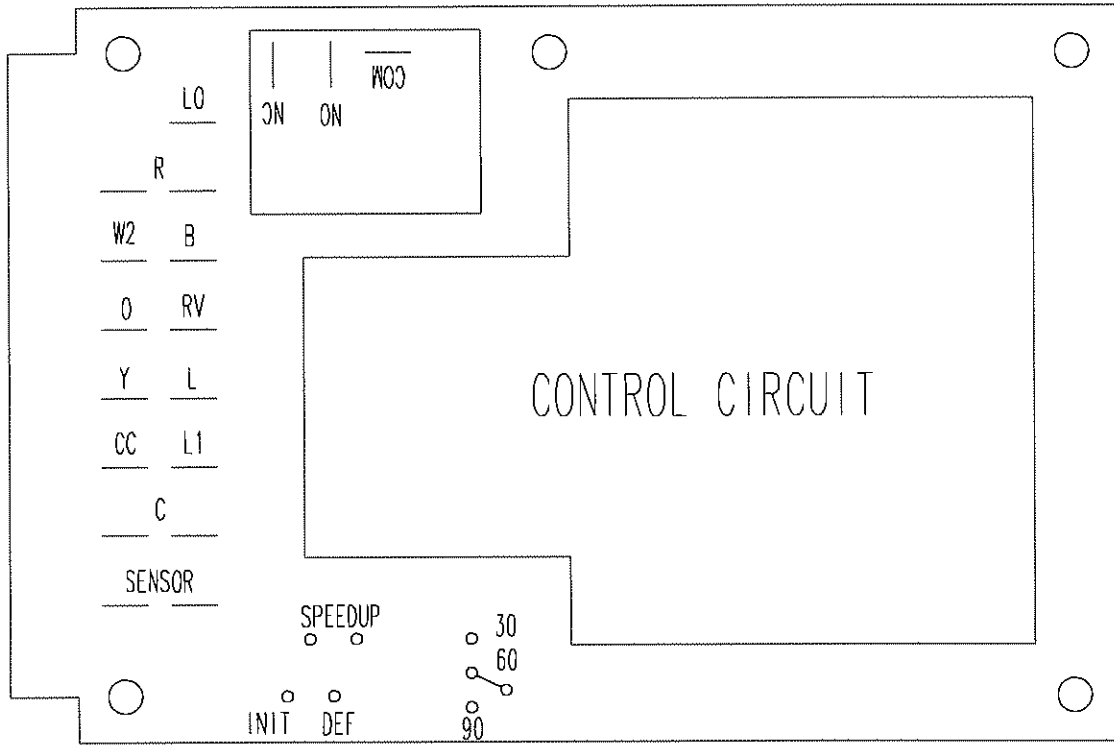 LO
R
W2 B
O RV
Y L
CC L1
C
SENSOR
NC NO COM
CONTROL CIRCUIT
SPEEDUP
30
60
90
INIT DEF